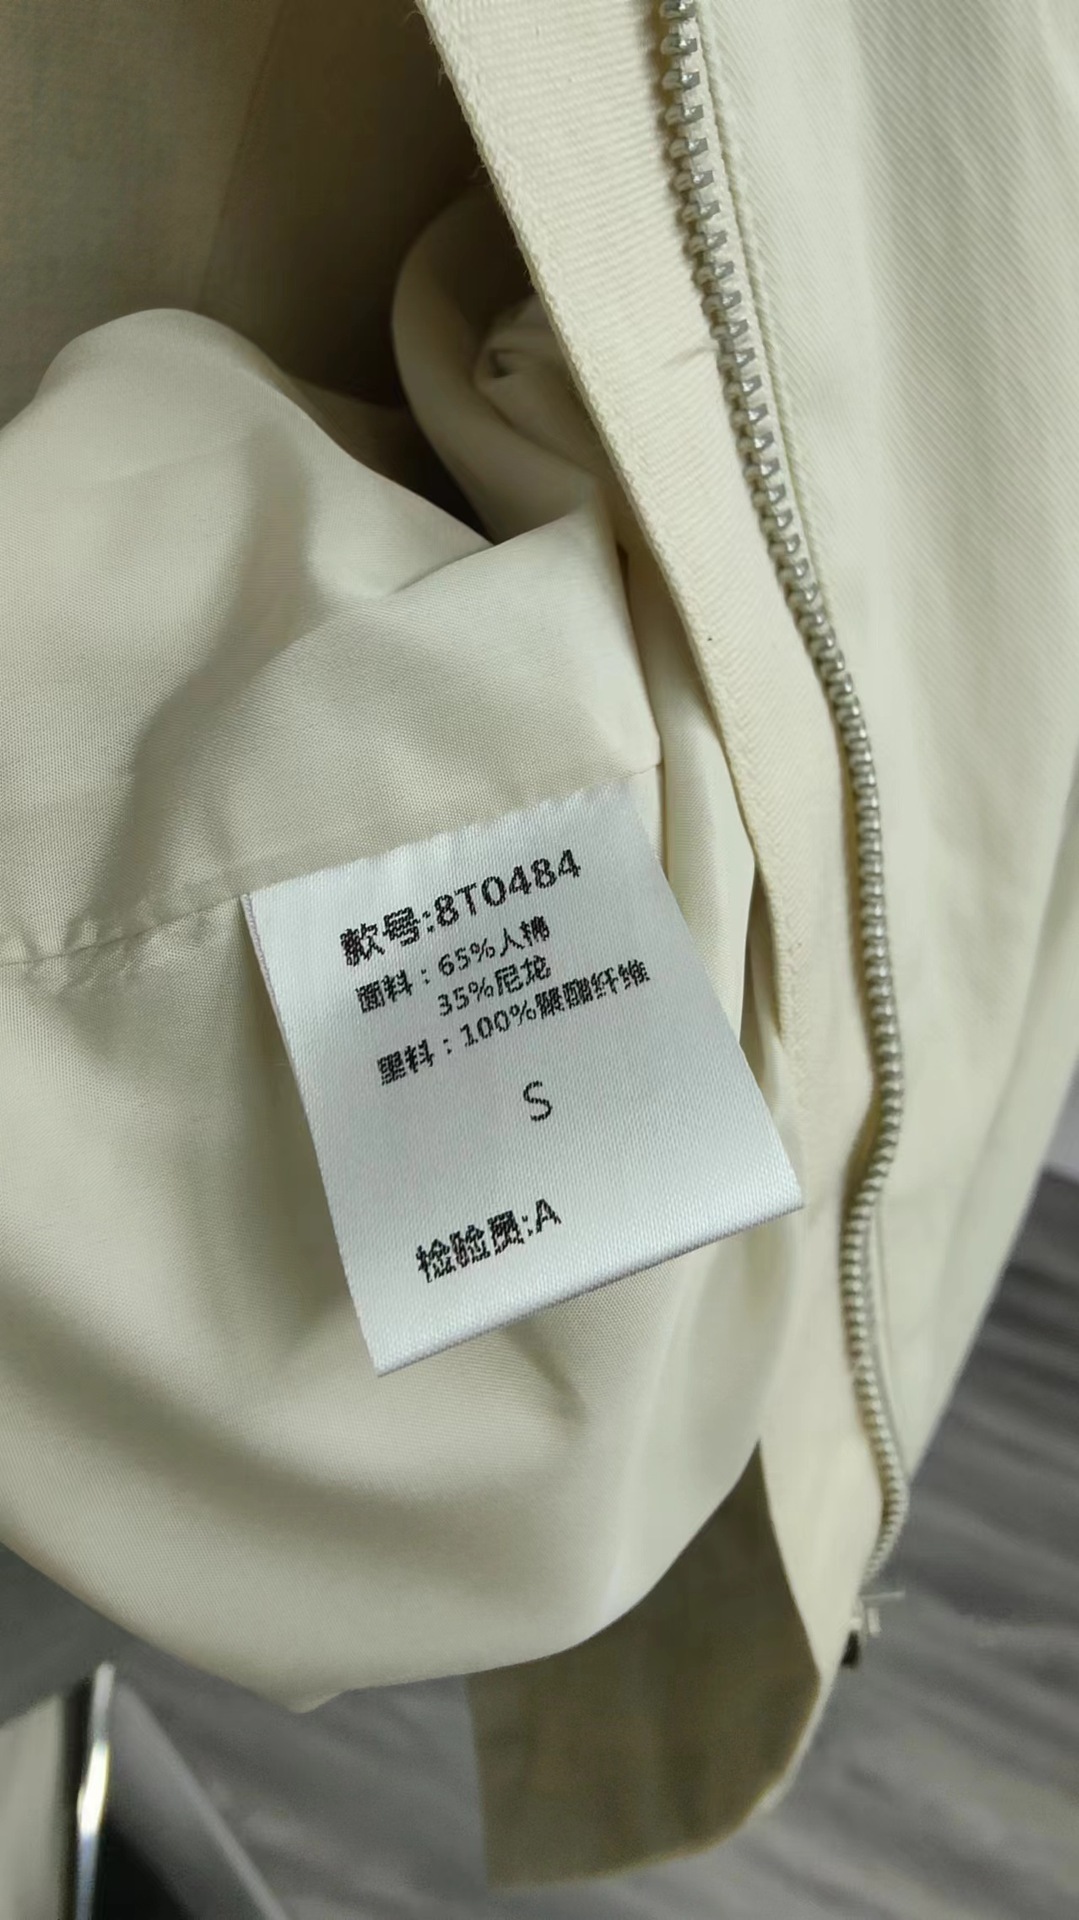 款号:8T0484
面料：65%人棉
35%尼龙
里料：100%聚酯纤维
S
检验员:A